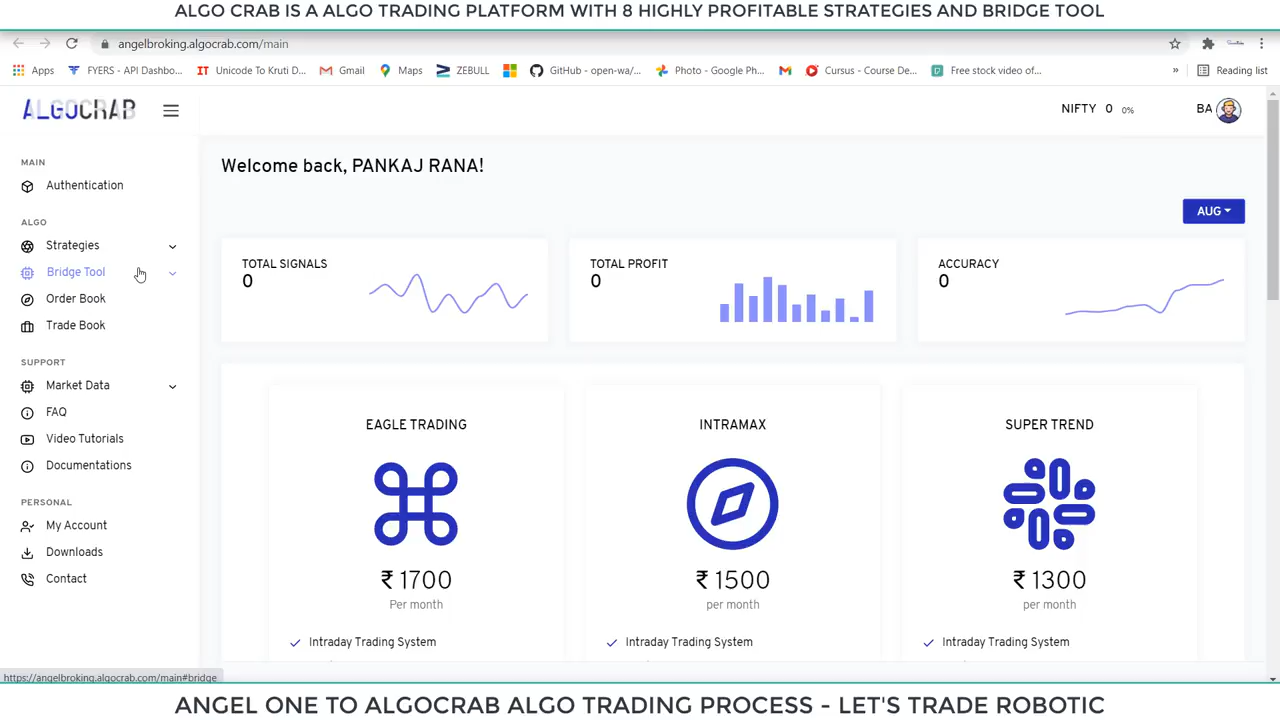 ALGO CRAB IS A ALGO TRADING PLATFORM WITH 8 HIGHLY PROFITABLE STRATEGIES AND BRIDGE TOOL
angelbroking.algocrab.com/main
Apps FYERS - API Dashbo... Unicode To Kruti D... Gmail Maps ZEBULL GitHub - open-wa/... Photo - Google Ph... Cursus - Course De... Free stock video of... » Reading list
ALGOCRAB
NIFTY 0 0% BA
MAIN
Authentication
ALGO
Strategies
Bridge Tool
Order Book
Trade Book
SUPPORT
Market Data
FAQ
Video Tutorials
Documentations
PERSONAL
My Account
Downloads
Contact
Welcome back, PANKAJ RANA!
AUG
TOTAL SIGNALS
0
TOTAL PROFIT
0
ACCURACY
0
EAGLE TRADING
₹ 1700
Per month
Intraday Trading System
INTRAMAX
₹ 1500
per month
Intraday Trading System
SUPER TREND
₹ 1300
per month
Intraday Trading System
https://angelbroking.algocrab.com/main#bridge
ANGEL ONE TO ALGOCRAB ALGO TRADING PROCESS - LET'S TRADE ROBOTIC